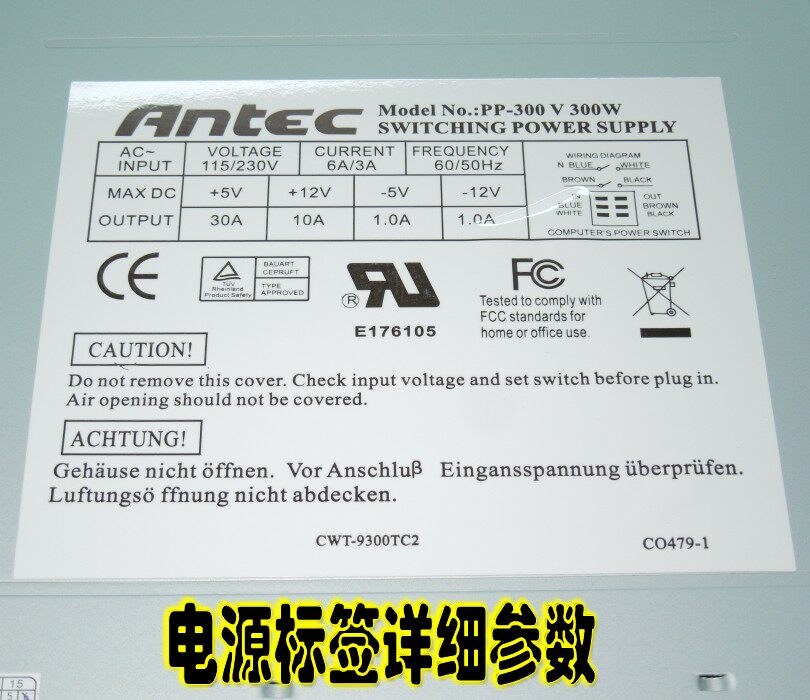 Antec
Model No.:PP-300 V 300W
SWITCHING POWER SUPPLY
AC~ INPUT VOLTAGE 115/230V CURRENT 6A/3A FREQUENCY 60/50Hz
MAX DC +5V +12V -5V -12V
OUTPUT 30A 10A 1.0A 1.0A
WIRING DIAGRAM
N BLUE WHITE
BROWN BLACK
IN OUT
BLUE BROWN
WHITE BLACK
COMPUTER'S POWER SWITCH
CE
TÜV
Rheinland
Product Safety
BAUART
GEPRUFT
TYPE
APPROVED
® RU
E176105
FC
Tested to comply with
FCC standards for
home or office use.
CAUTION!
Do not remove this cover. Check input voltage and set switch before plug in.
Air opening should not be covered.
ACHTUNG!
Gehäuse nicht öffnen. Vor Anschluβ Eingansspannung überprüfen.
Luftungsö ffnung nicht abdecken.
CWT-9300TC2
CO479-1
电源标签详细参数
15